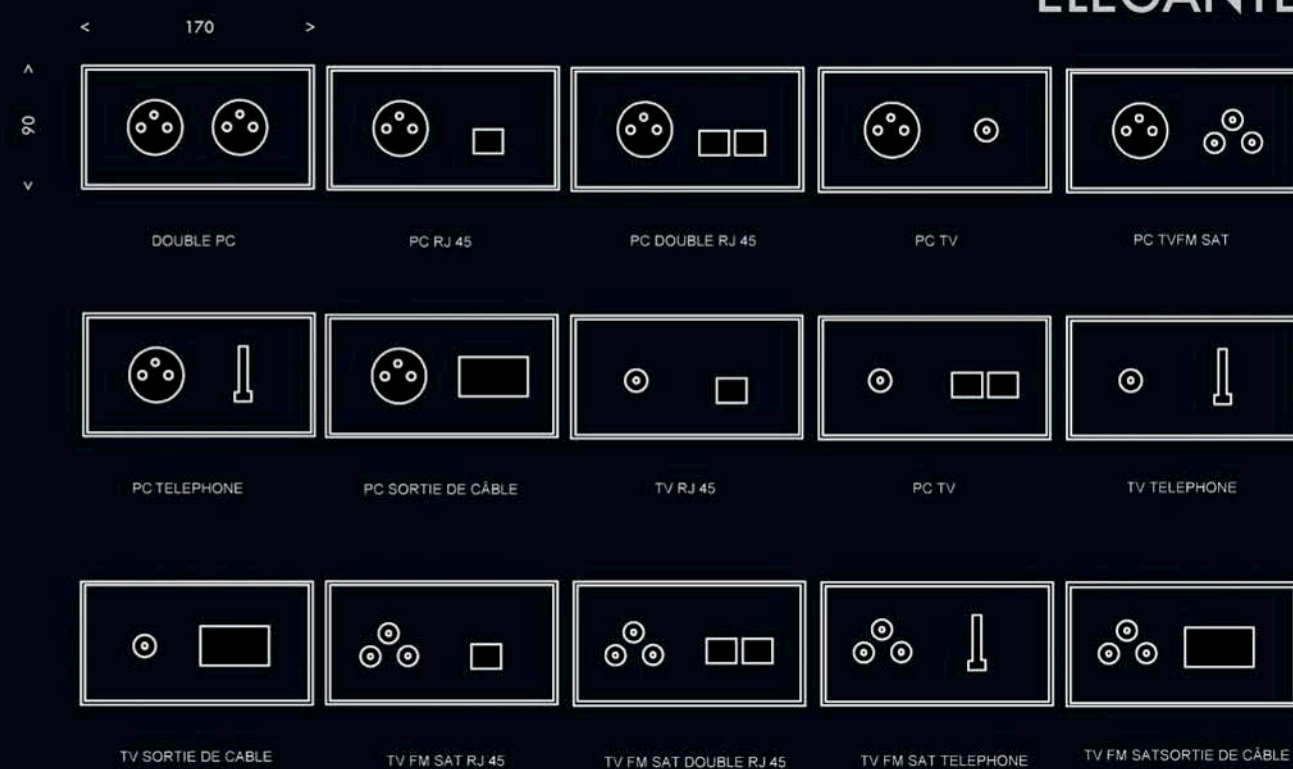 ELEGANTE
< 170 >
< 90 >
DOUBLE PC
PC RJ 45
PC DOUBLE RJ 45
PC TV
PC TVFM SAT
PC TELEPHONE
PC SORTIE DE CÂBLE
TV RJ 45
PC TV
TV TELEPHONE
TV SORTIE DE CABLE
TV FM SAT RJ 45
TV FM SAT DOUBLE RJ 45
TV FM SAT TELEPHONE
TV FM SATSORTIE DE CÂBLE